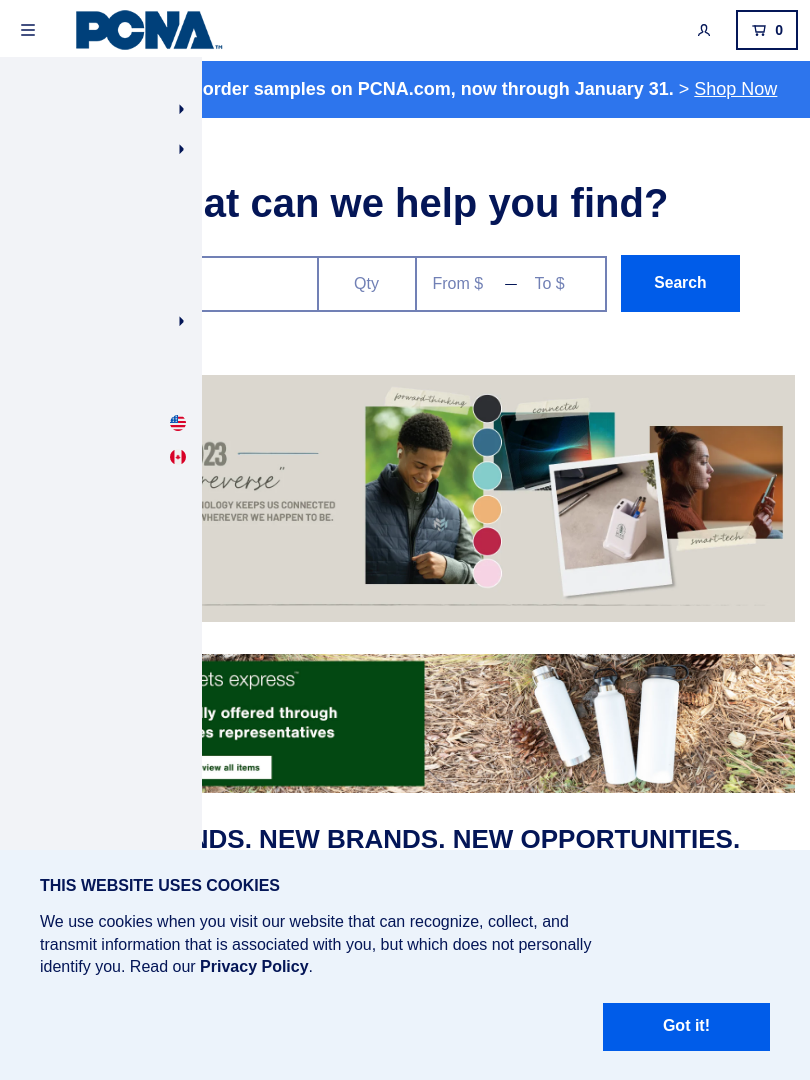 PCNA™
0
order samples on PCNA.com, now through January 31. > Shop Now
at can we help you find?
Qty
From $ — To $
Search
forward-thinking
connected
smart-tech
23
reverse"
NOLOGY KEEPS US CONNECTED
WHEREVER WE HAPPEN TO BE.
ets express™
lly offered through
es representatives
view all items
NDS. NEW BRANDS. NEW OPPORTUNITIES.
THIS WEBSITE USES COOKIES
We use cookies when you visit our website that can recognize, collect, and
transmit information that is associated with you, but which does not personally
identify you. Read our Privacy Policy.
Got it!